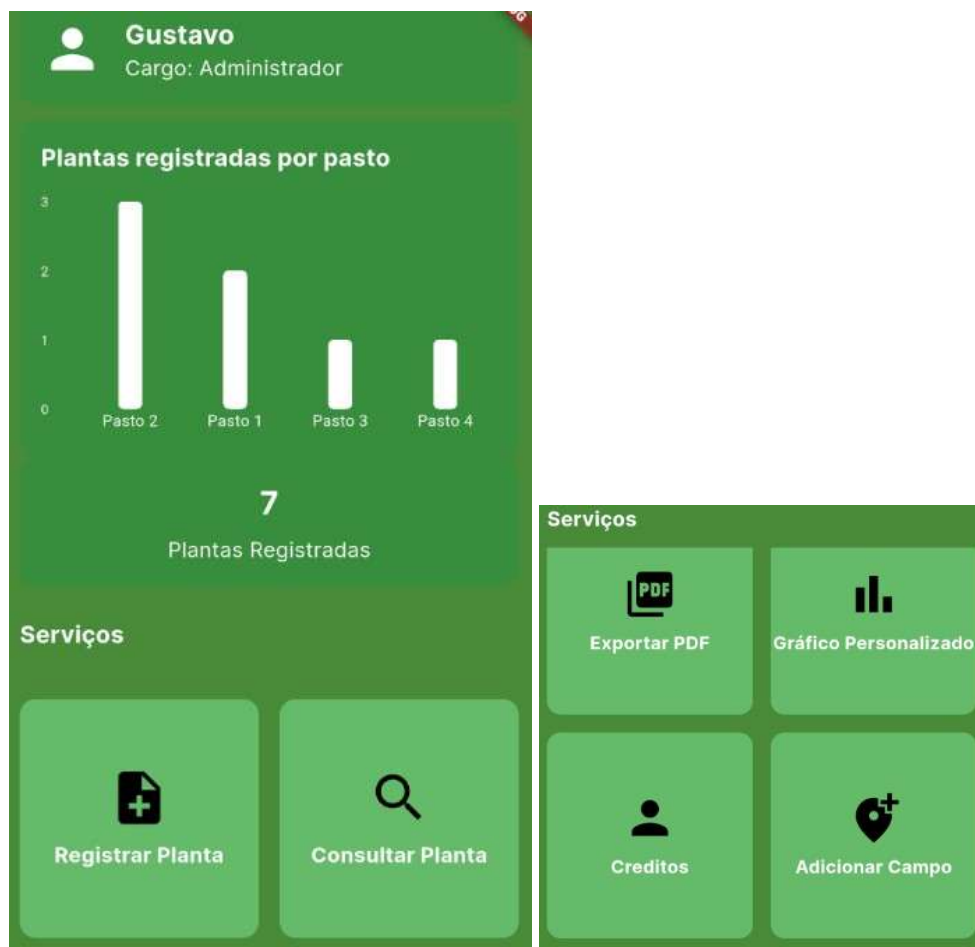 Gustavo
Cargo: Administrador
Plantas registradas por pasto
3
2
1
0
Pasto 2 Pasto 1 Pasto 3 Pasto 4
7
Plantas Registradas
Serviços
Registrar Planta Consultar Planta
Serviços
PDF
Exportar PDF Gráfico Personalizado
Creditos Adicionar Campo